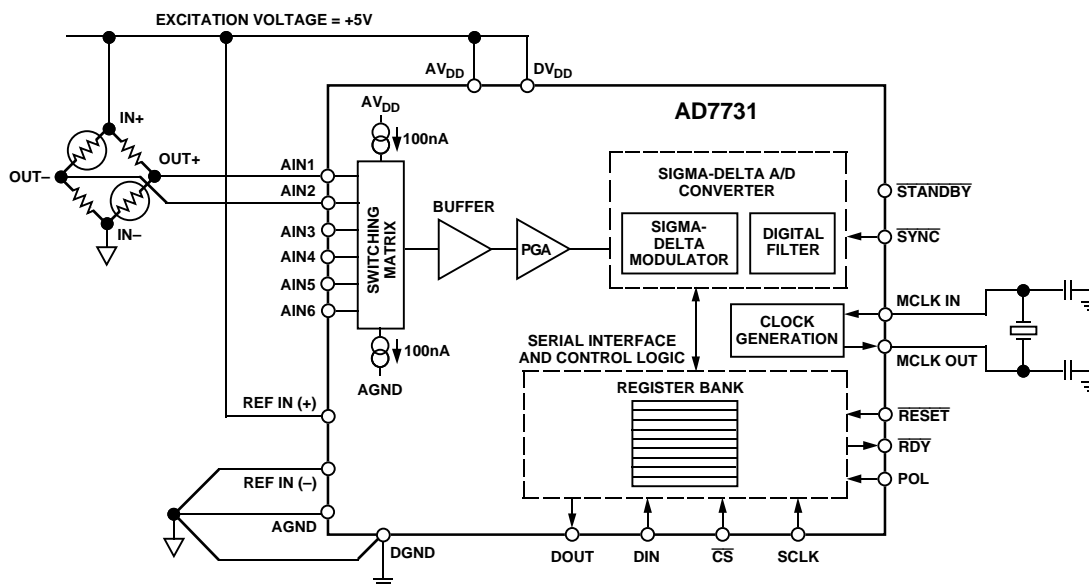 EXCITATION VOLTAGE = +5V
AVDD
DVDD
AD7731
AVDD
100nA
IN+
OUT+
OUT–
IN–
AIN1
AIN2
AIN3
AIN4
AIN5
AIN6
SWITCHING
MATRIX
BUFFER
PGA
SIGMA-DELTA A/D
CONVERTER
SIGMA-
DELTA
MODULATOR
DIGITAL
FILTER
STANDBY
SYNC
MCLK IN
CLOCK
GENERATION
MCLK OUT
100nA
AGND
SERIAL INTERFACE
AND CONTROL LOGIC
REGISTER BANK
REF IN (+)
RESET
RDY
POL
REF IN (–)
AGND
DGND
DOUT
DIN
CS
SCLK